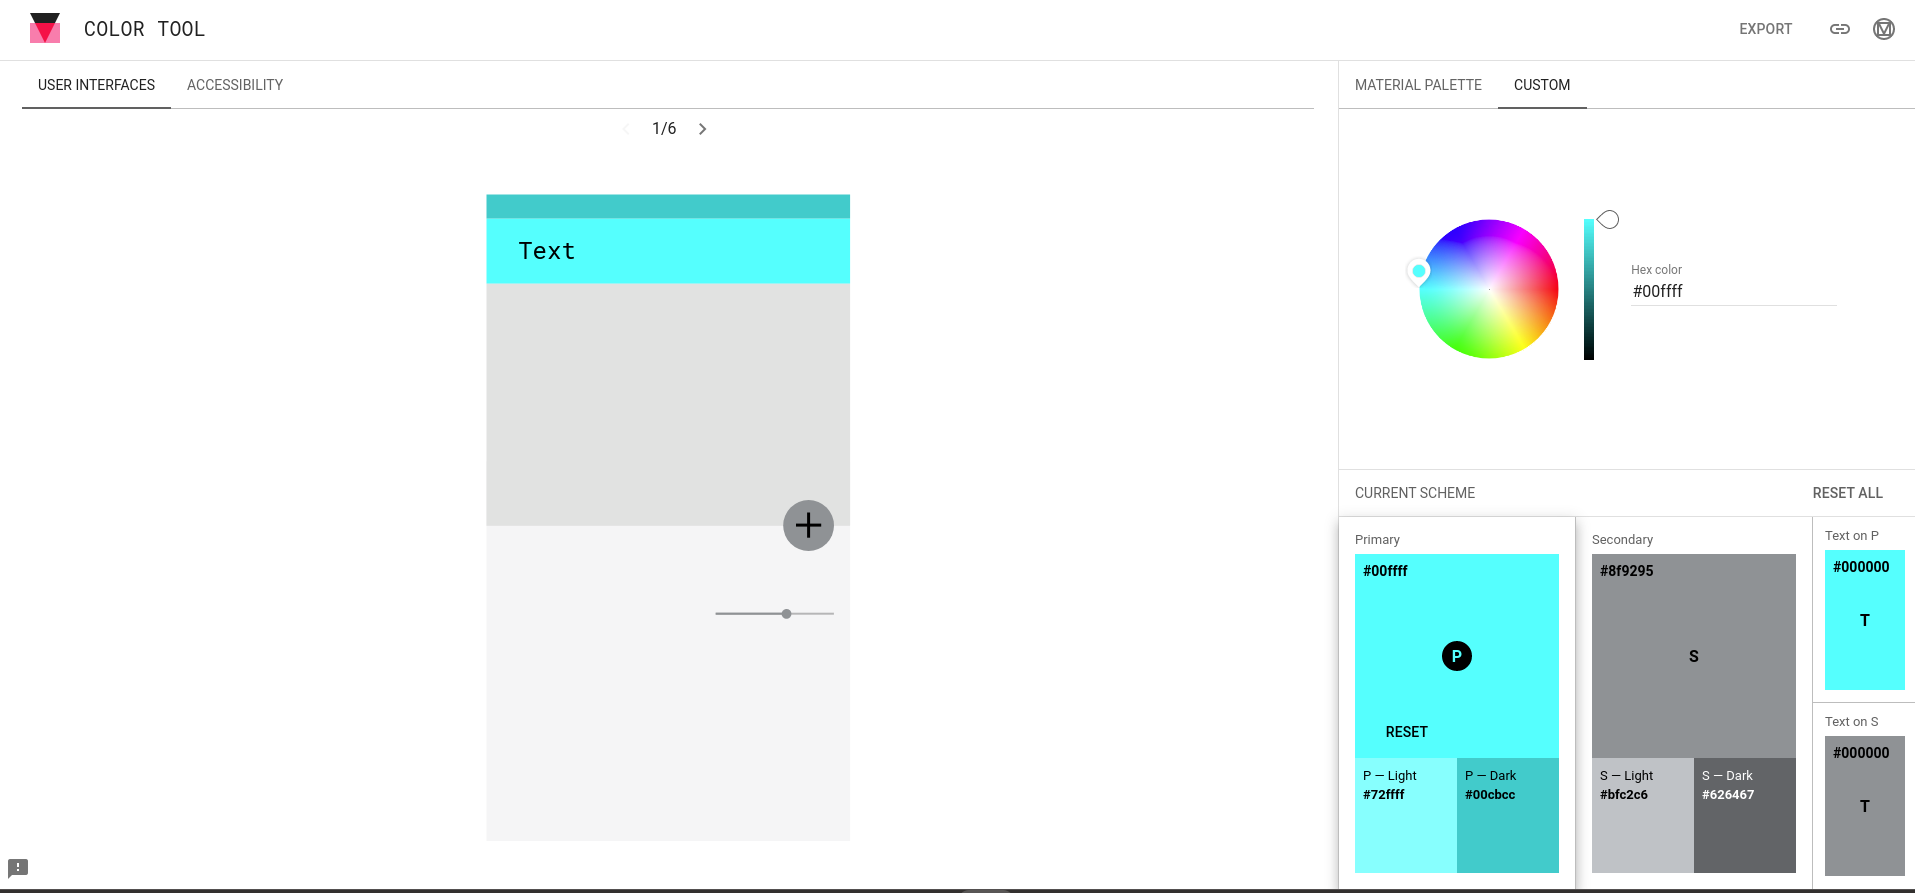 COLOR TOOL
EXPORT
USER INTERFACES
ACCESSIBILITY
MATERIAL PALETTE
CUSTOM
1/6
Text
Hex color
#00ffff
CURRENT SCHEME
RESET ALL
Primary
#00ffff
P
RESET
P — Light
#72ffff
P — Dark
#00cbcc
Secondary
#8f9295
S
S — Light
#bfc2c6
S — Dark
#626467
Text on P
#000000
T
Text on S
#000000
T